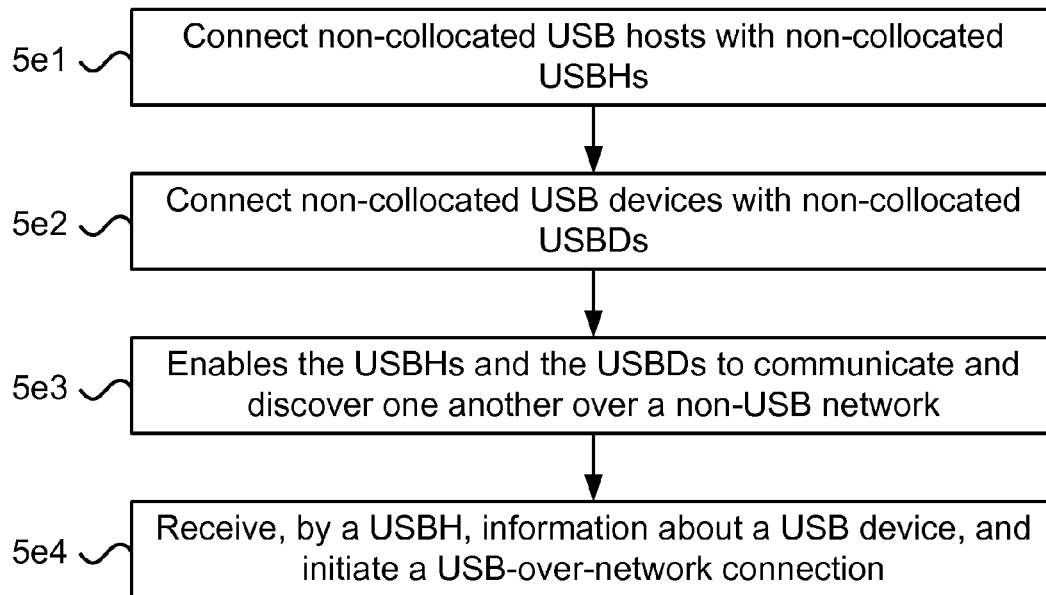 5e1
Connect non-collocated USB hosts with non-collocated
USBHs
5e2
Connect non-collocated USB devices with non-collocated
USBDs
5e3
Enables the USBHs and the USBDs to communicate and
discover one another over a non-USB network
5e4
Receive, by a USBH, information about a USB device, and
initiate a USB-over-network connection